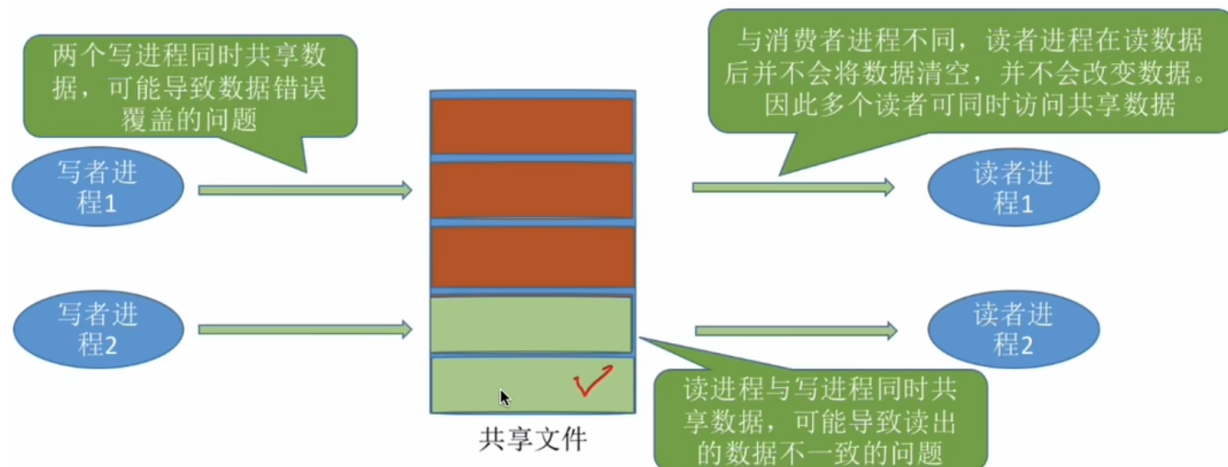 两个写进程同时共享数
据，可能导致数据错误
覆盖的问题
与消费者进程不同，读者进程在读数据
后并不会将数据清空，并不会改变数据。
因此多个读者可同时访问共享数据
写者进
程1
读者进
程1
写者进
程2
读者进
程2
读进程与写进程同时共
享数据，可能导致读出
的数据不一致的问题
共享文件